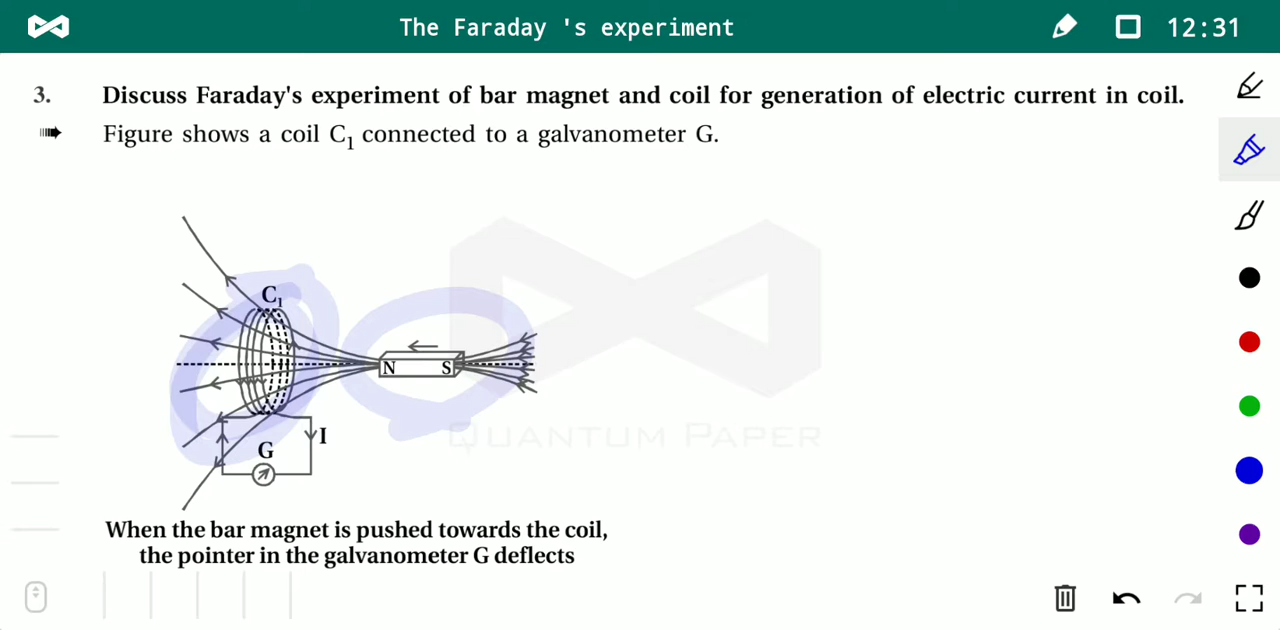 The Faraday 's experiment
12:31
3. Discuss Faraday's experiment of bar magnet and coil for generation of electric current in coil.
Figure shows a coil C₁ connected to a galvanometer G.
C₁
N S
I
G
QUANTUM PAPER
When the bar magnet is pushed towards the coil,
the pointer in the galvanometer G deflects